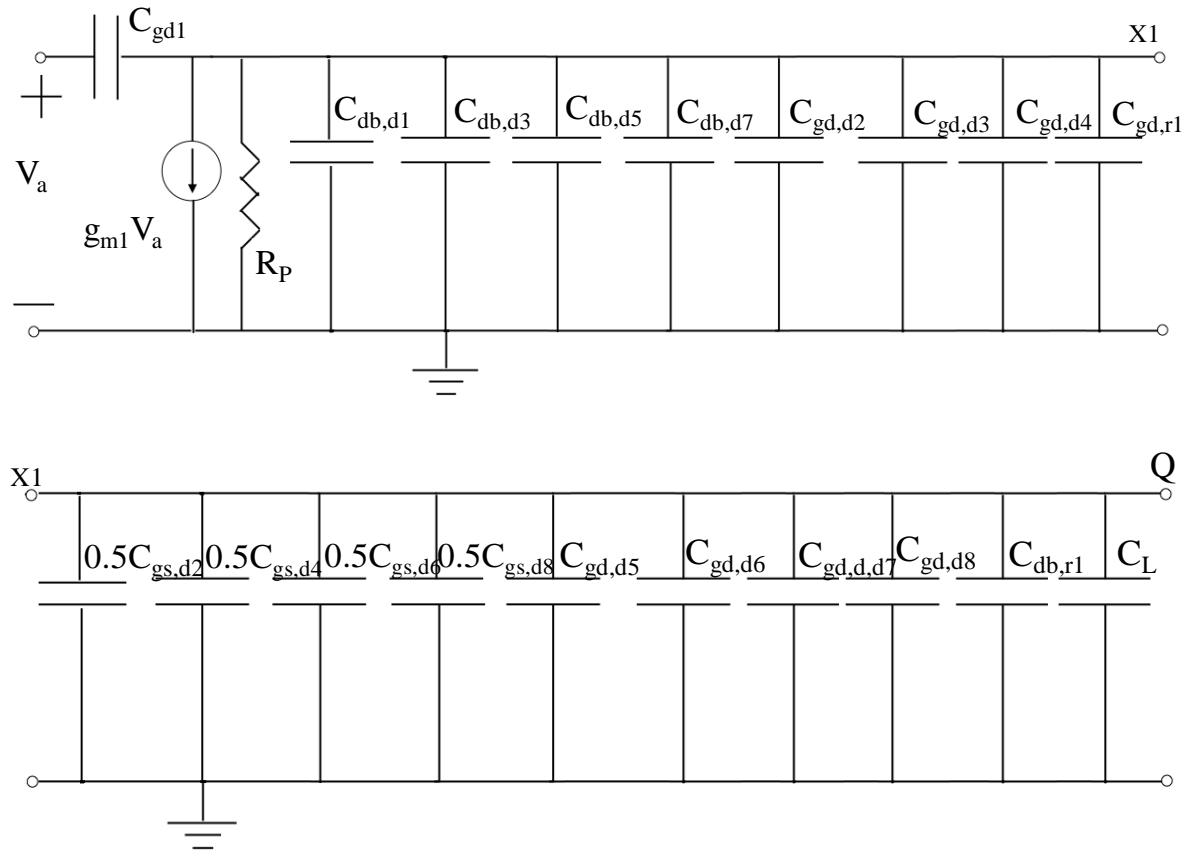 C_gd1
X1
C_db,d1 C_db,d3 C_db,d5 C_db,d7 C_gd,d2 C_gd,d3 C_gd,d4 C_gd,r1
+
V_a
g_m1V_a
R_P
—
X1
Q
0.5C_gs,d2 0.5C_gs,d4 0.5C_gs,d6 0.5C_gs,d8 C_gd,d5 C_gd,d6 C_gd,d,d7 C_gd,d8 C_db,r1 C_L